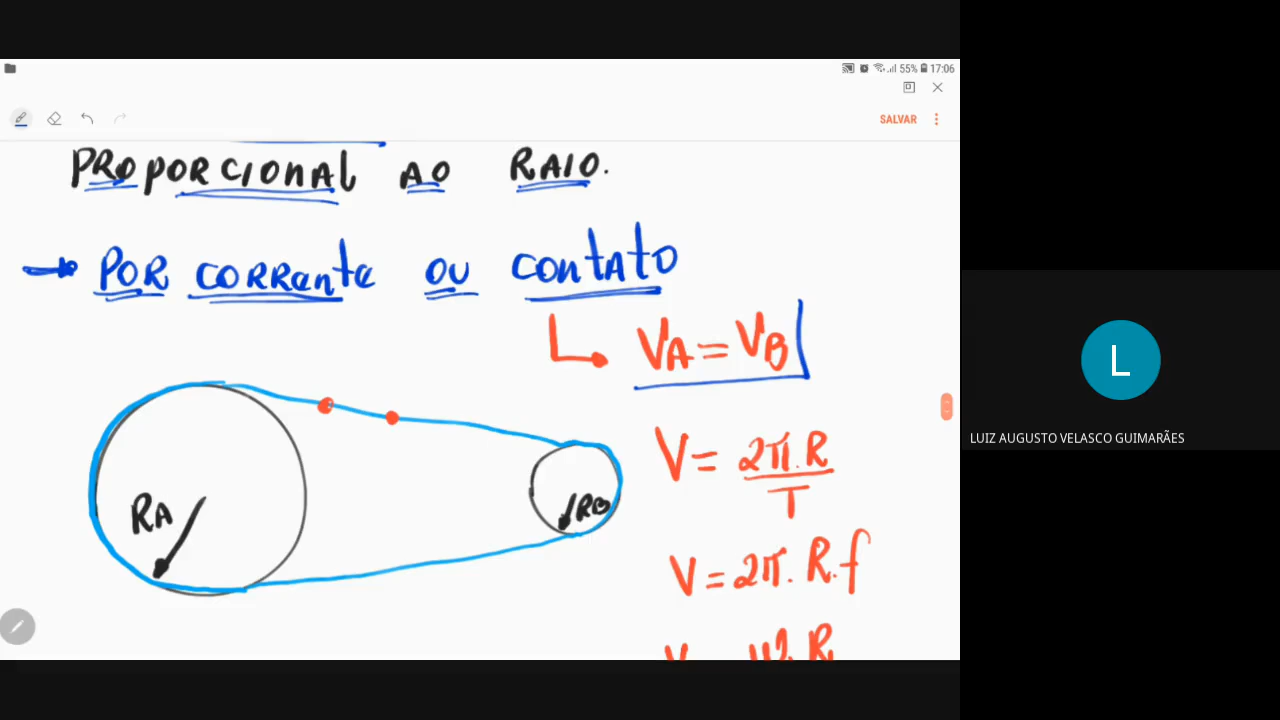 55% 17:06
SALVAR
PROPORCIONAL AO RAIO.
→ POR CORRENTE OU CONTATO
VA = VB
RA
RB
V = 2π.R
T
V = 2π.R.f
L
LUIZ AUGUSTO VELASCO GUIMARÃES